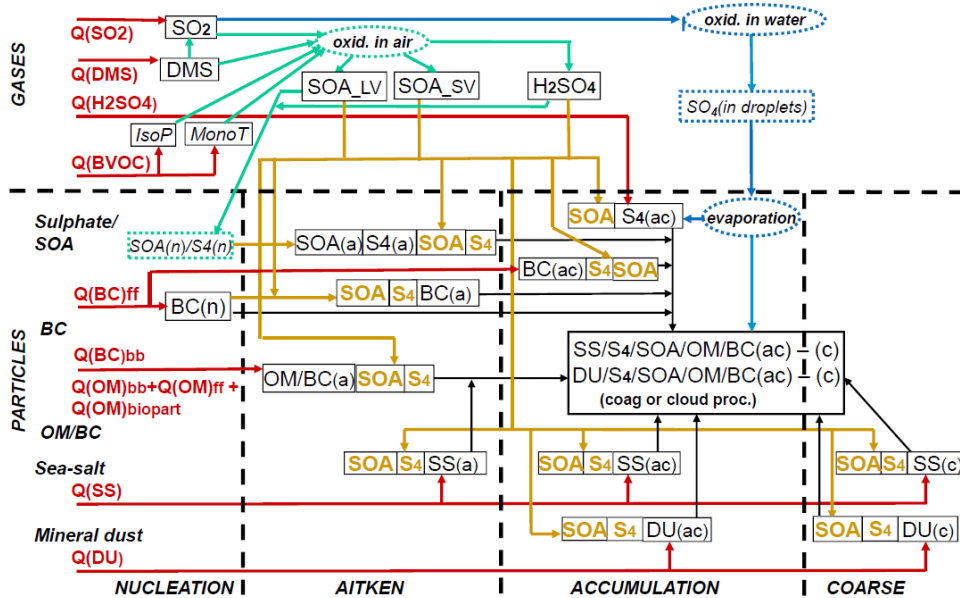 GASES
Q(SO2)
SO2
oxid. in air
oxid. in water
Q(DMS)
DMS
Q(H2SO4)
SOA_LV
SOA_SV
H2SO4
SO4(in droplets)
IsoP
MonoT
Q(BVOC)
PARTICLES
Sulphate/
SOA
SOA(n)/S4(n)
SOA(a) S4(a) SOA S4
SOA S4(ac)
evaporation
BC(ac) S4 SOA
Q(BC)ff
BC(n)
SOA S4 BC(a)
BC
Q(BC)bb
OM/BC(a) SOA S4
Q(OM)bb+Q(OM)ff +
Q(OM)biopart
SS/S4/SOA/OM/BC(ac) – (c)
DU/S4/SOA/OM/BC(ac) – (c)
(coag or cloud proc.)
OM/BC
Sea-salt
SOA S4 SS(a)
SOA S4 SS(ac)
SOA S4 SS(c)
Q(SS)
Mineral dust
SOA S4 DU(ac)
SOA S4 DU(c)
Q(DU)
NUCLEATION
AITKEN
ACCUMULATION
COARSE